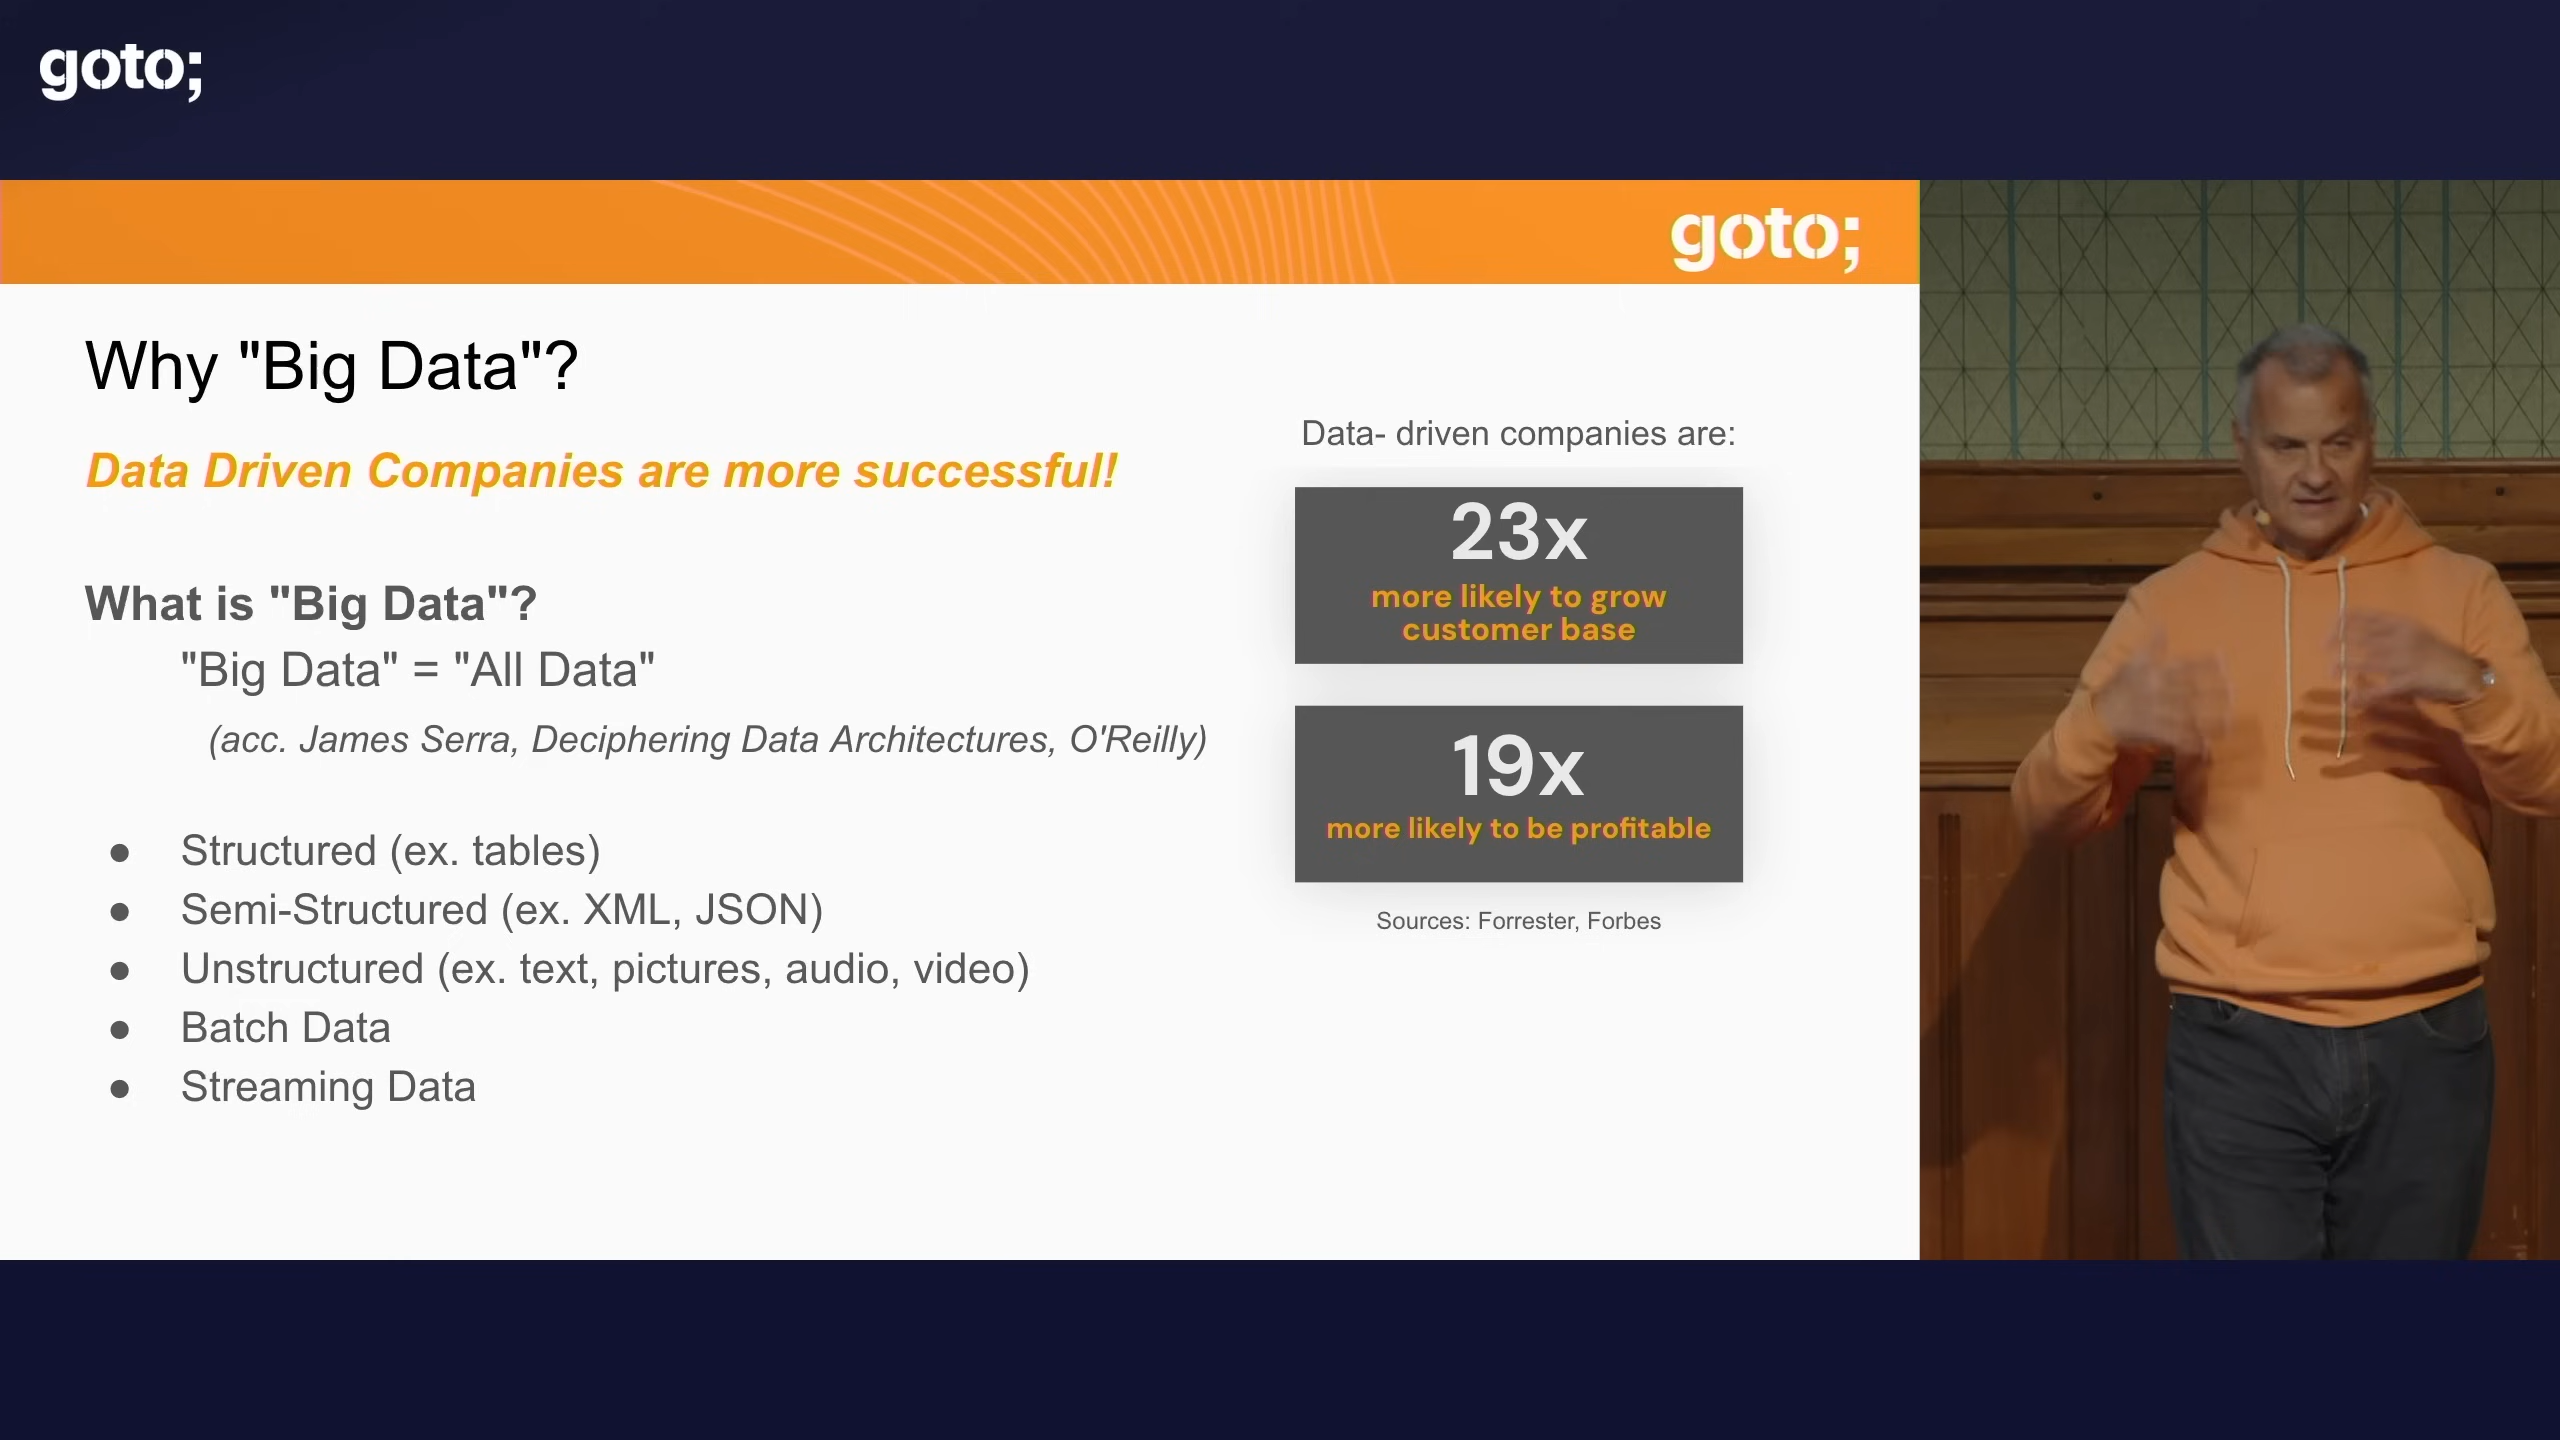 goto;
goto;
Why "Big Data"?
Data Driven Companies are more successful!
What is "Big Data"?
"Big Data" = "All Data"
(acc. James Serra, Deciphering Data Architectures, O'Reilly)
● Structured (ex. tables)
● Semi-Structured (ex. XML, JSON)
● Unstructured (ex. text, pictures, audio, video)
● Batch Data
● Streaming Data
Data- driven companies are:
23x
more likely to grow
customer base
19x
more likely to be profitable
Sources: Forrester, Forbes